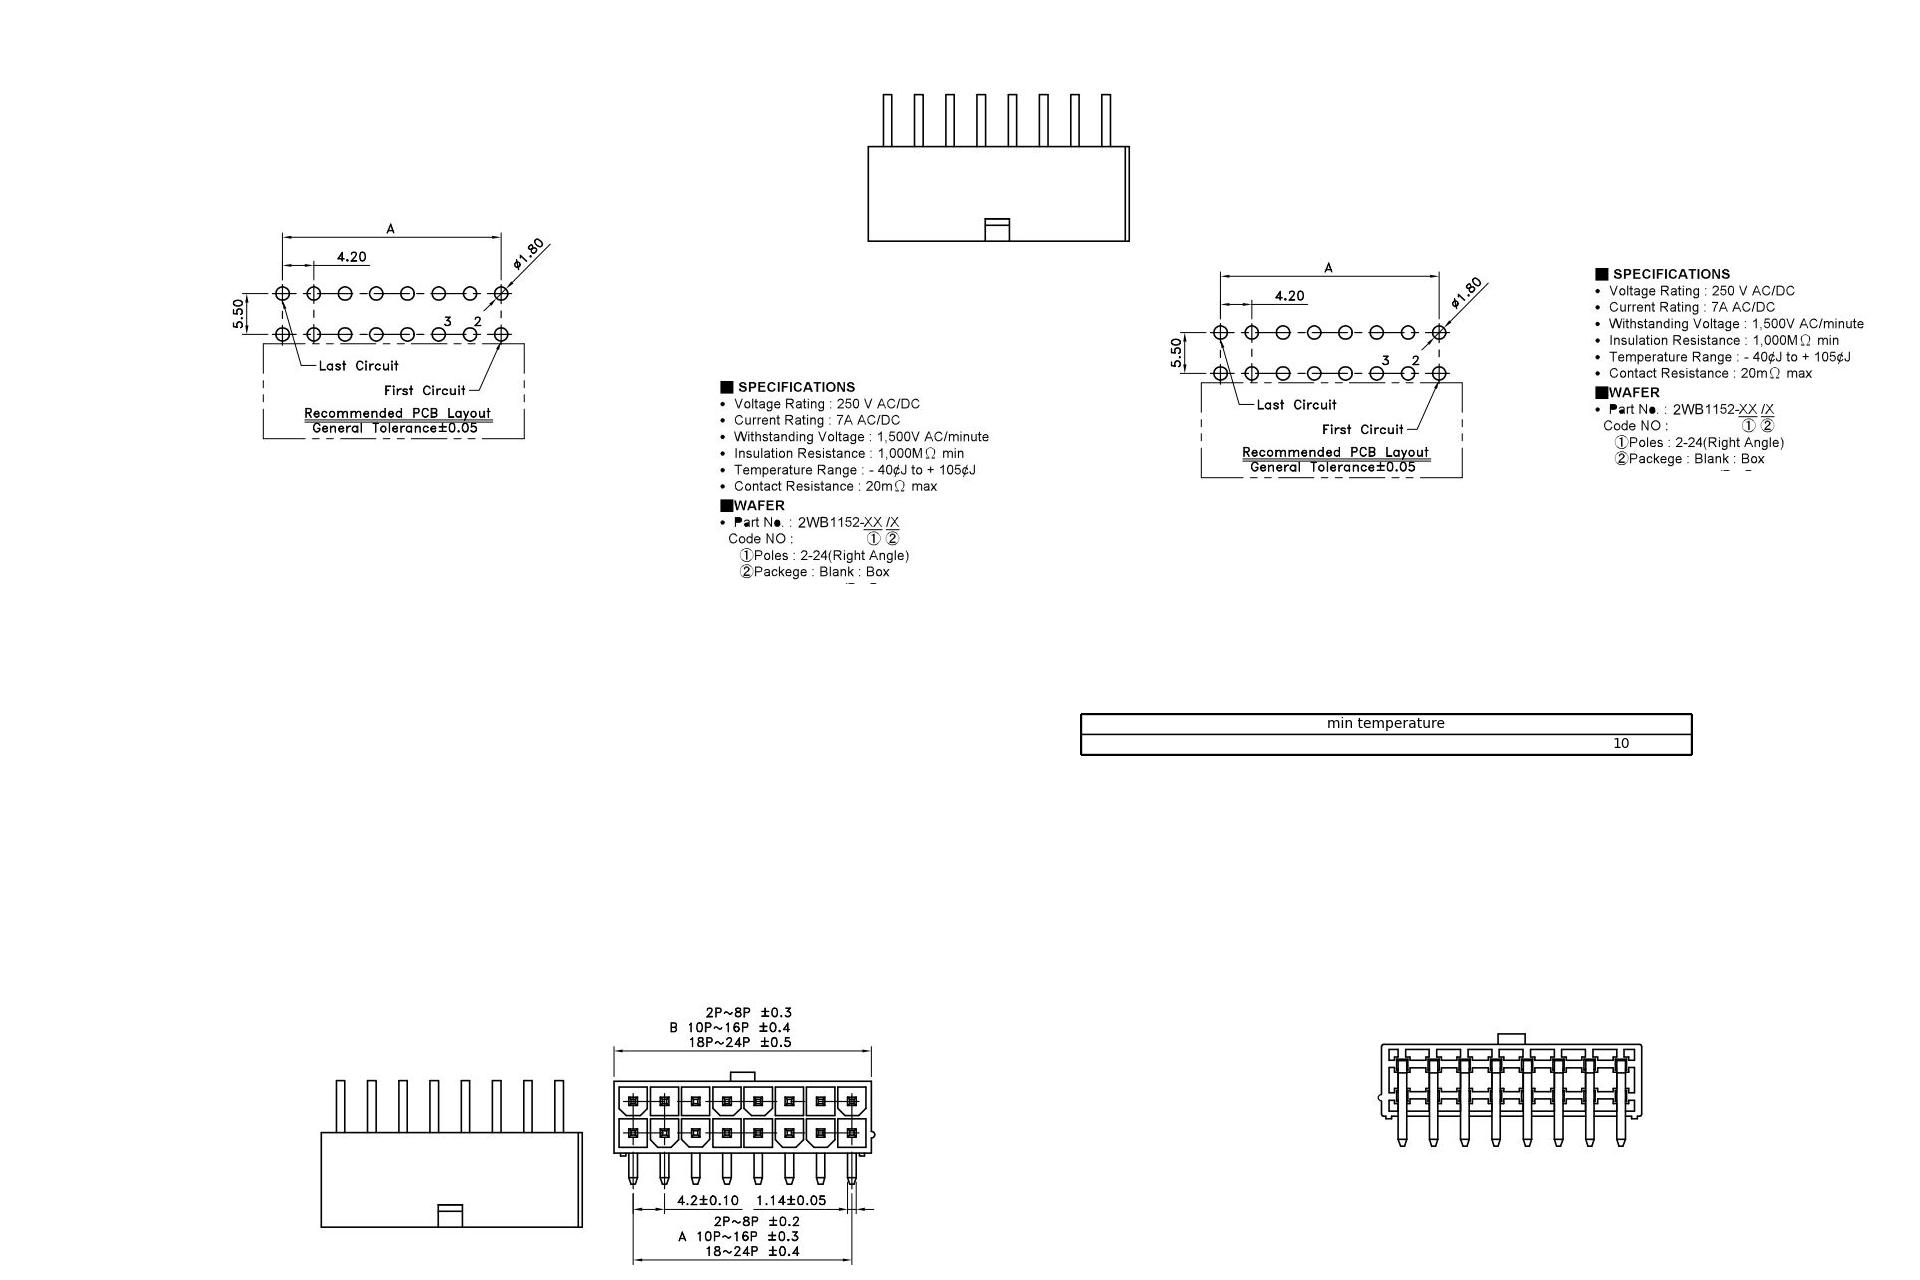 A
4.20
ø1.80
5.50
3 2
Last Circuit
First Circuit
Recommended PCB Layout
General Tolerance±0.05
■ SPECIFICATIONS
• Voltage Rating : 250 V AC/DC
• Current Rating : 7A AC/DC
• Withstanding Voltage : 1,500V AC/minute
• Insulation Resistance : 1,000MΩ min
• Temperature Range : - 40¢J to + 105¢J
• Contact Resistance : 20mΩ max
■WAFER
• Part No. : 2WB1152-XX /X
Code NO : ① ②
①Poles : 2-24(Right Angle)
②Packege : Blank : Box
A
4.20
ø1.80
5.50
3 2
Last Circuit
First Circuit
Recommended PCB Layout
General Tolerance±0.05
■ SPECIFICATIONS
• Voltage Rating : 250 V AC/DC
• Current Rating : 7A AC/DC
• Withstanding Voltage : 1,500V AC/minute
• Insulation Resistance : 1,000MΩ min
• Temperature Range : - 40¢J to + 105¢J
• Contact Resistance : 20mΩ max
■WAFER
• Part No. : 2WB1152-XX /X
Code NO : ① ②
①Poles : 2-24(Right Angle)
②Packege : Blank : Box
min temperature
10
2P~8P ±0.3
B 10P~16P ±0.4
18P~24P ±0.5
4.2±0.10 1.14±0.05
2P~8P ±0.2
A 10P~16P ±0.3
18~24P ±0.4